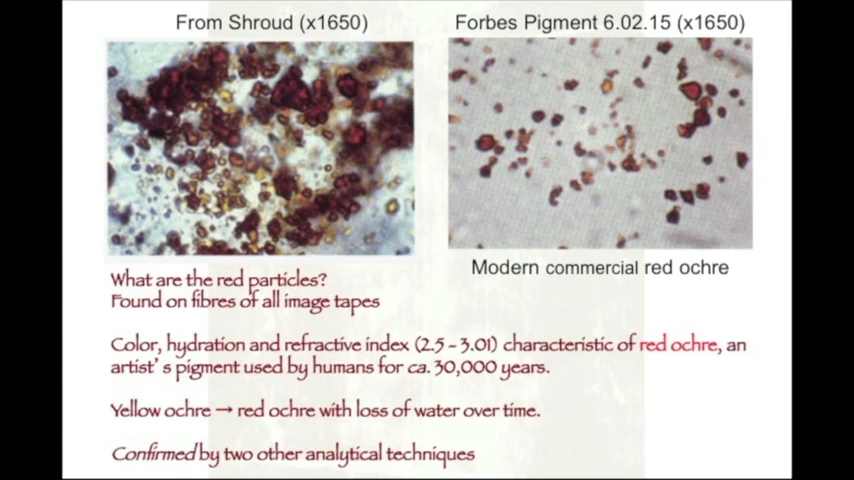 From Shroud (x1650)
Forbes Pigment 6.02.15 (x1650)
Modern commercial red ochre
What are the red particles?
Found on fibres of all image tapes
Color, hydration and refractive index (2.5 – 3.01) characteristic of red ochre, an
artist’s pigment used by humans for ca. 30,000 years.
Yellow ochre → red ochre with loss of water over time.
Confirmed by two other analytical techniques